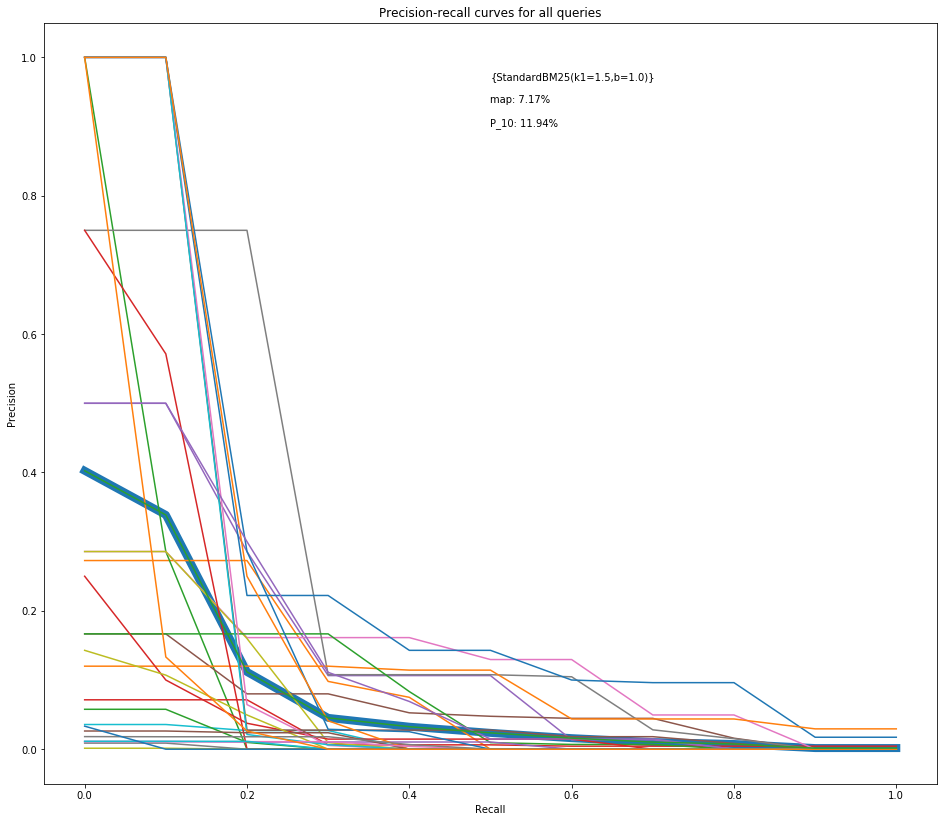 Precision-recall curves for all queries
{StandardBM25(k1=1.5,b=1.0)}
map: 7.17%
P_10: 11.94%
1.0
0.8
0.6
0.4
0.2
0.0
Precision
0.0 0.2 0.4 0.6 0.8 1.0
Recall